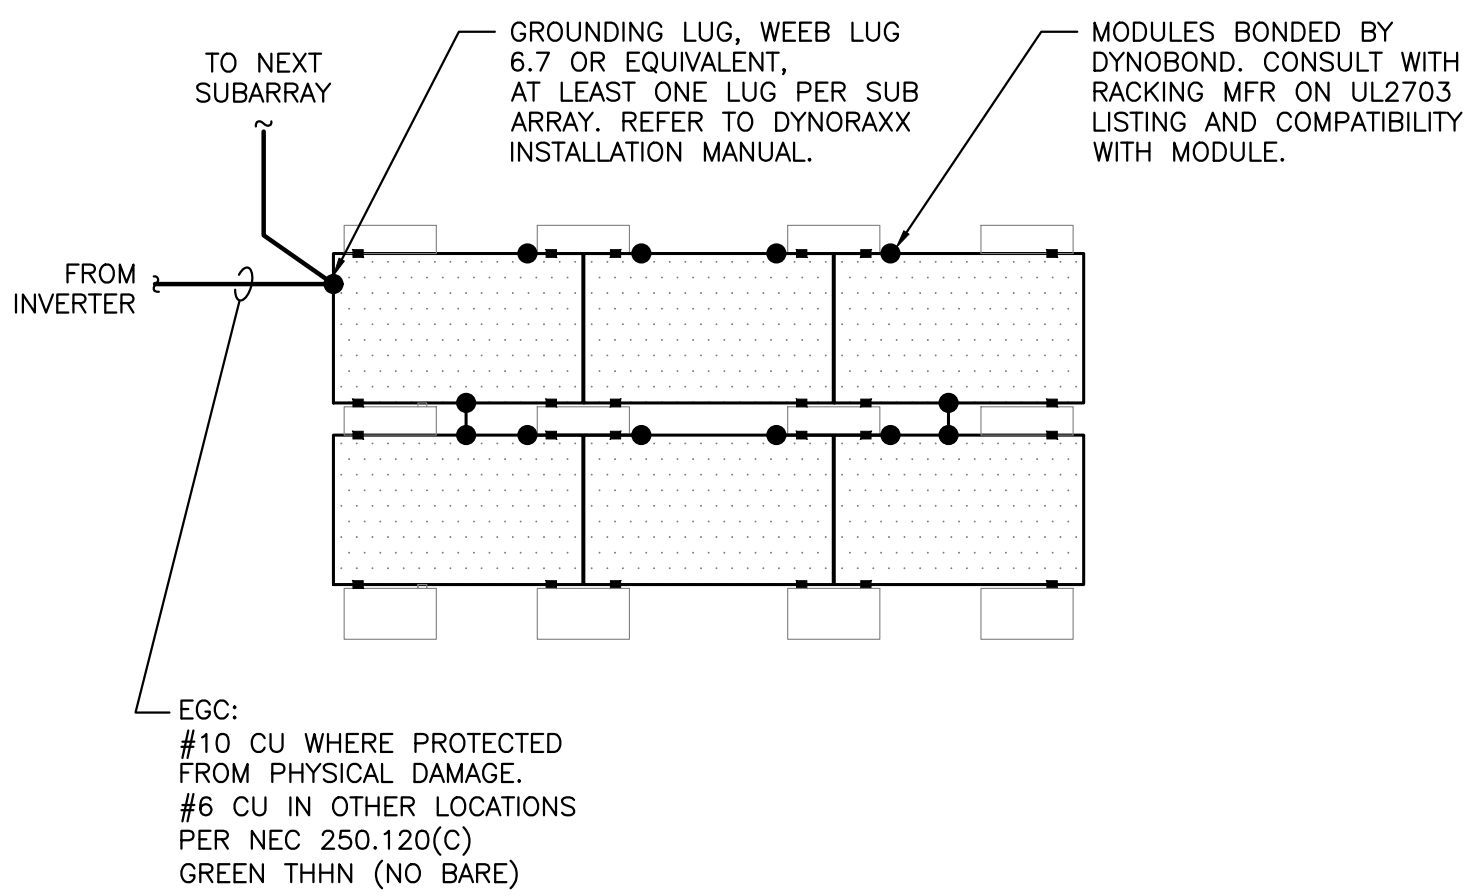 TO NEXT
SUBARRAY
~
GROUNDING LUG, WEEB LUG
6.7 OR EQUIVALENT,
AT LEAST ONE LUG PER SUB
ARRAY. REFER TO DYNORAXX
INSTALLATION MANUAL.
MODULES BONDED BY
DYNOBOND. CONSULT WITH
RACKING MFR ON UL2703
LISTING AND COMPATIBILITY
WITH MODULE.
FROM
INVERTER
EGC:
#10 CU WHERE PROTECTED
FROM PHYSICAL DAMAGE.
#6 CU IN OTHER LOCATIONS
PER NEC 250.120(C)
GREEN THHN (NO BARE)